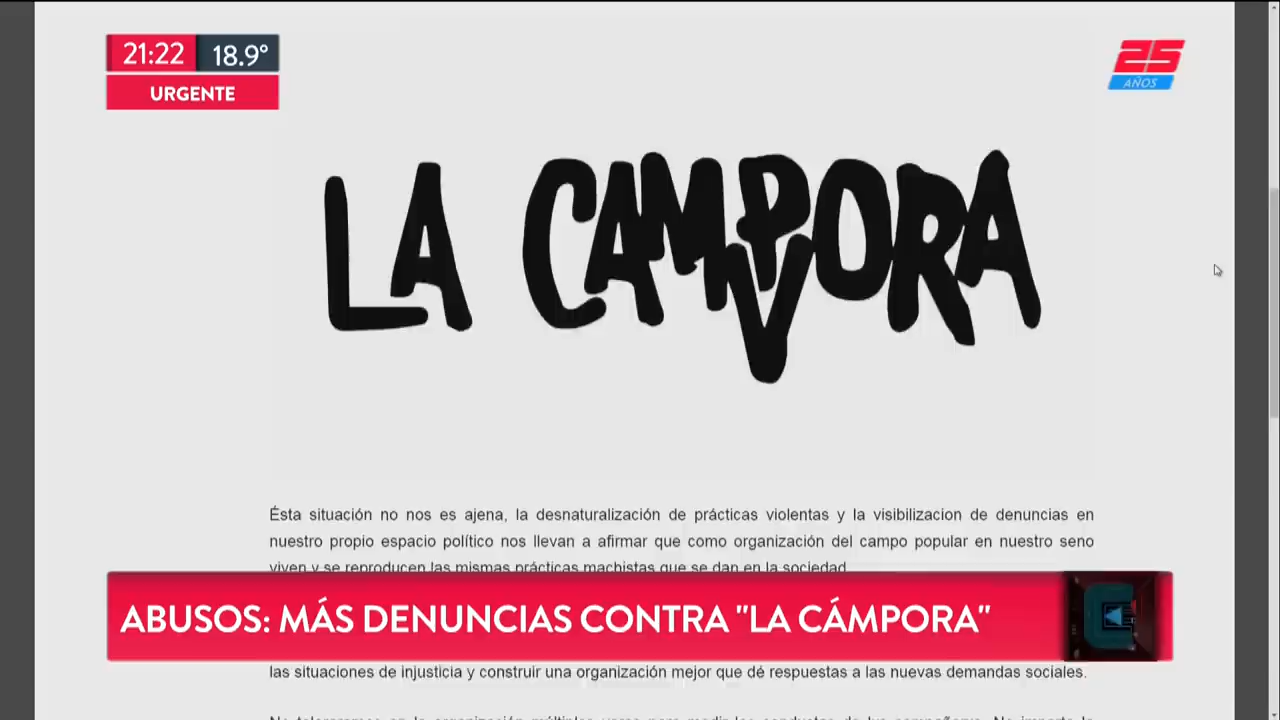 21:22 18.9°
URGENTE
25
AÑOS
LA CAMPORA
Ésta situación no nos es ajena, la desnaturalización de prácticas violentas y la visibilizacion de denuncias en
nuestro propio espacio político nos llevan a afirmar que como organización del campo popular en nuestro seno
viven y se reproducen las mismas prácticas machistas que se dan en la sociedad.
ABUSOS: MÁS DENUNCIAS CONTRA "LA CÁMPORA"
las situaciones de injusticia y construir una organización mejor que dé respuestas a las nuevas demandas sociales.